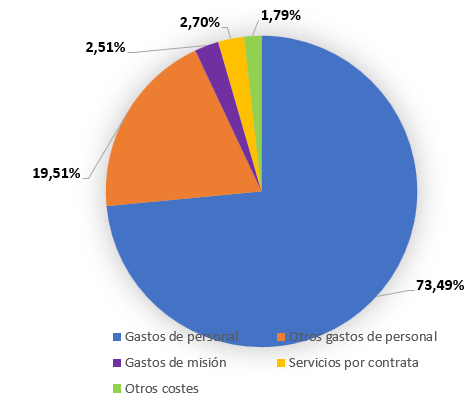 1,79%
2,70%
2,51%
19,51%
73,49%
Gastos de personal
Otros gastos de personal
Gastos de misión
Servicios por contrata
Otros costes